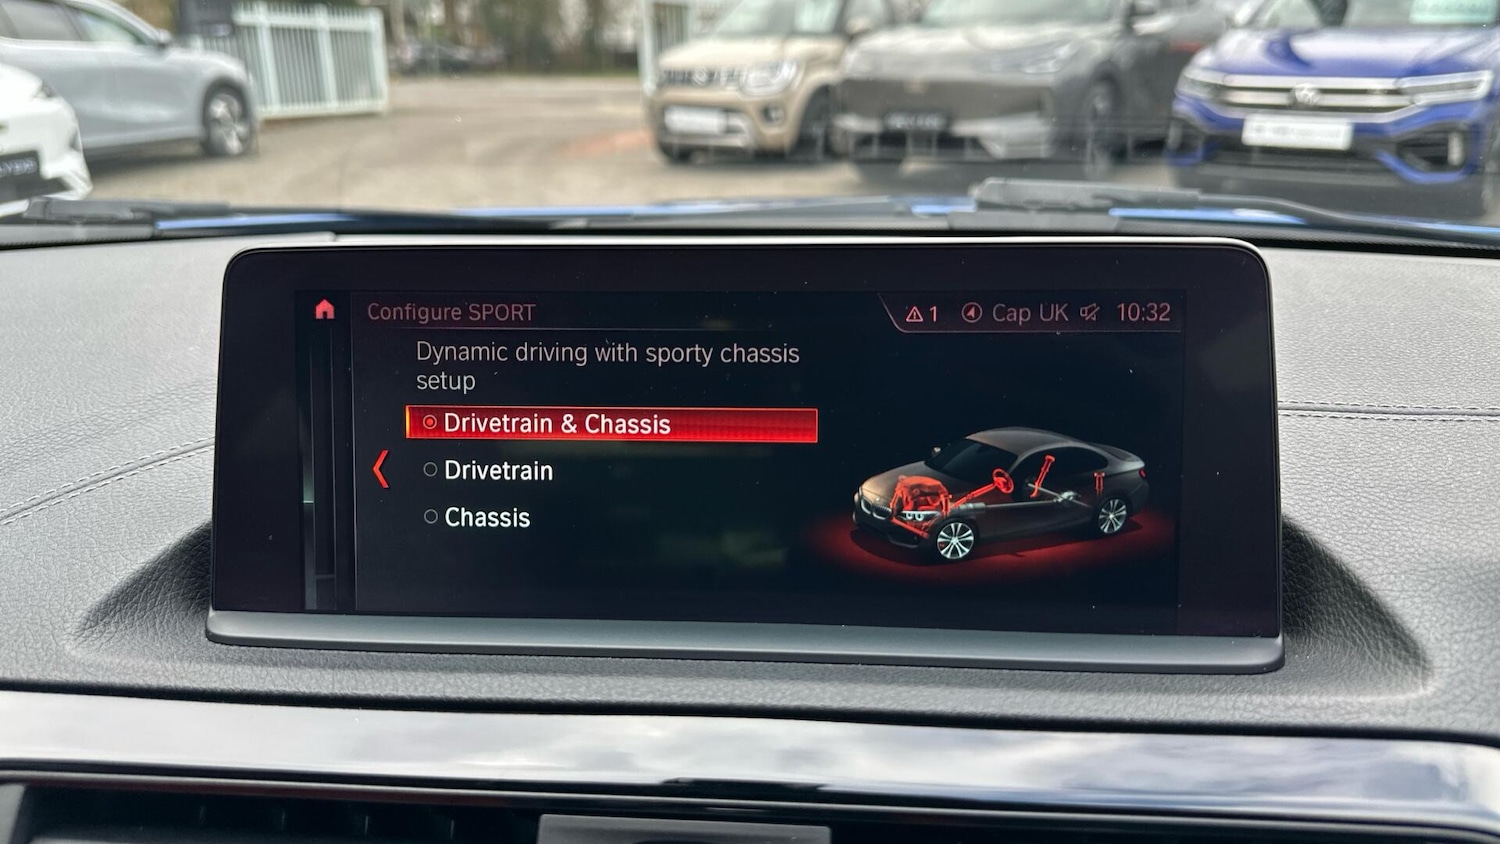 Configure SPORT
1 Cap UK 10:32
Dynamic driving with sporty chassis
setup
Drivetrain & Chassis
Drivetrain
Chassis